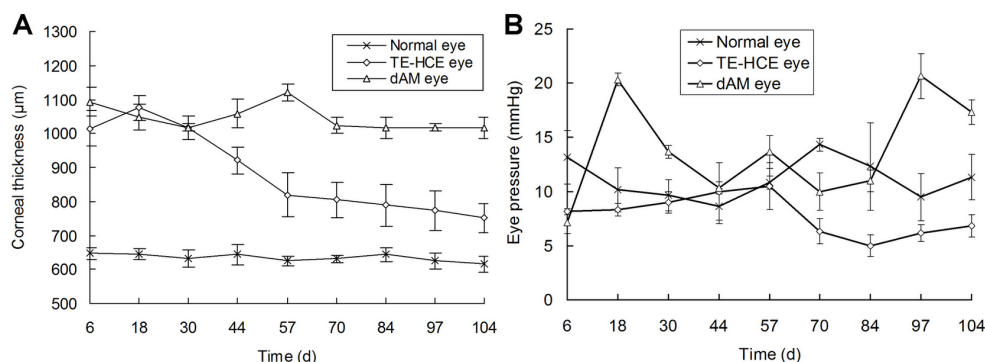 A
Corneal thickness (µm)
1300
1200
1100
1000
900
800
700
600
500
Normal eye
TE-HCE eye
dAM eye
6 18 30 44 57 70 84 97 104
Time (d)
B
Eye pressure (mmHg)
25
20
15
10
5
0
Normal eye
TE-HCE eye
dAM eye
6 18 30 44 57 70 84 97 104
Time (d)